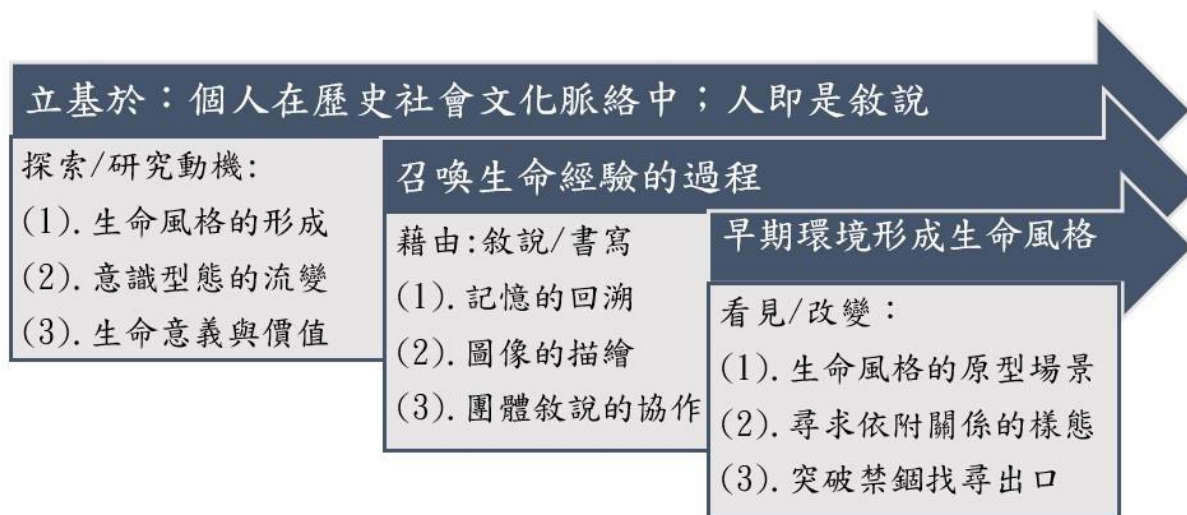 立基於：個人在歷史社會文化脈絡中；人即是敘說
探索/研究動機:
(1). 生命風格的形成
(2). 意識型態的流變
(3). 生命意義與價值
召喚生命經驗的過程
藉由:敘說/書寫
(1). 記憶的回溯
(2). 圖像的描繪
(3). 團體敘說的協作
早期環境形成生命風格
看見/改變：
(1). 生命風格的原型場景
(2). 尋求依附關係的樣態
(3). 突破禁錮找尋出口